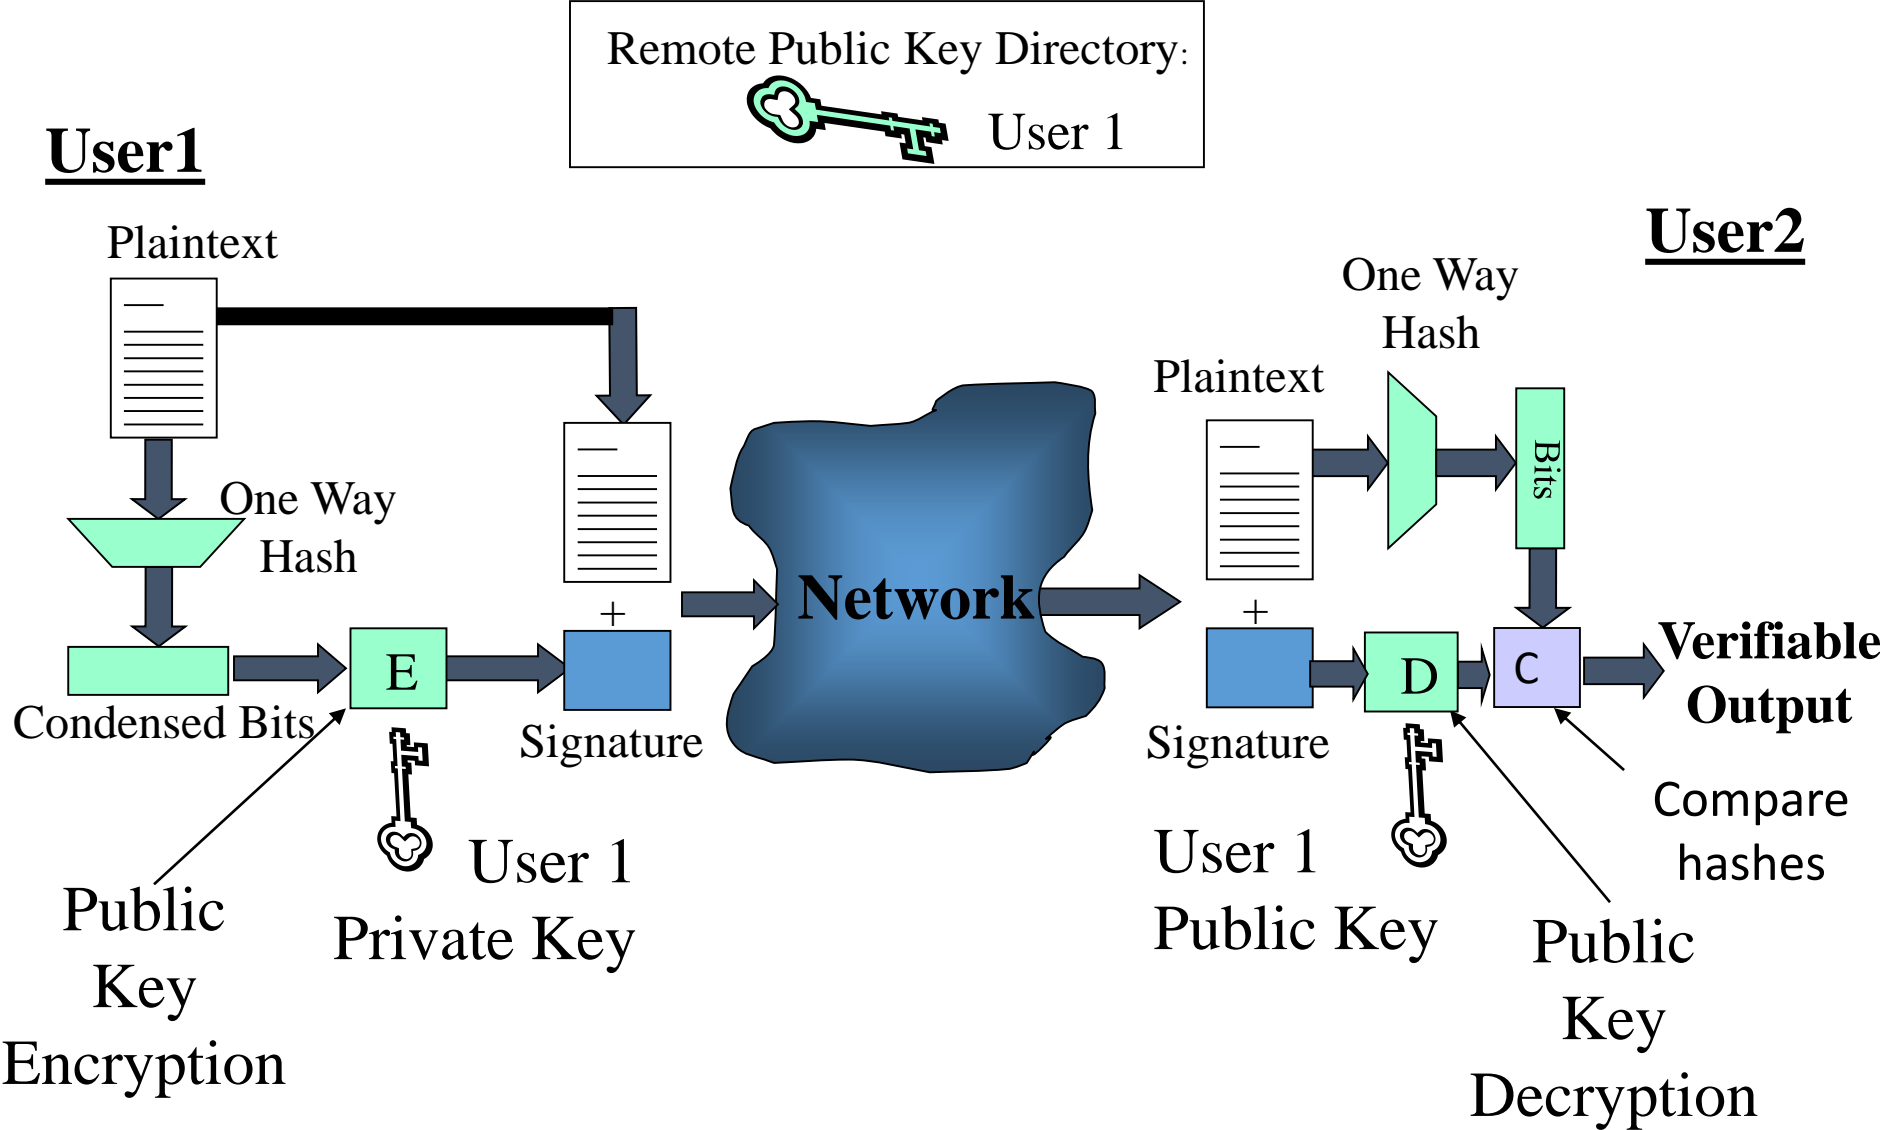 Remote Public Key Directory:
User 1
User1
User2
Plaintext
One Way
Hash
Condensed Bits
E
+
Signature
User 1
Private Key
Public
Key
Encryption
Network
Plaintext
One Way
Hash
Bits
+
Signature
D
C
Verifiable
Output
Compare
hashes
User 1
Public Key
Public
Key
Decryption